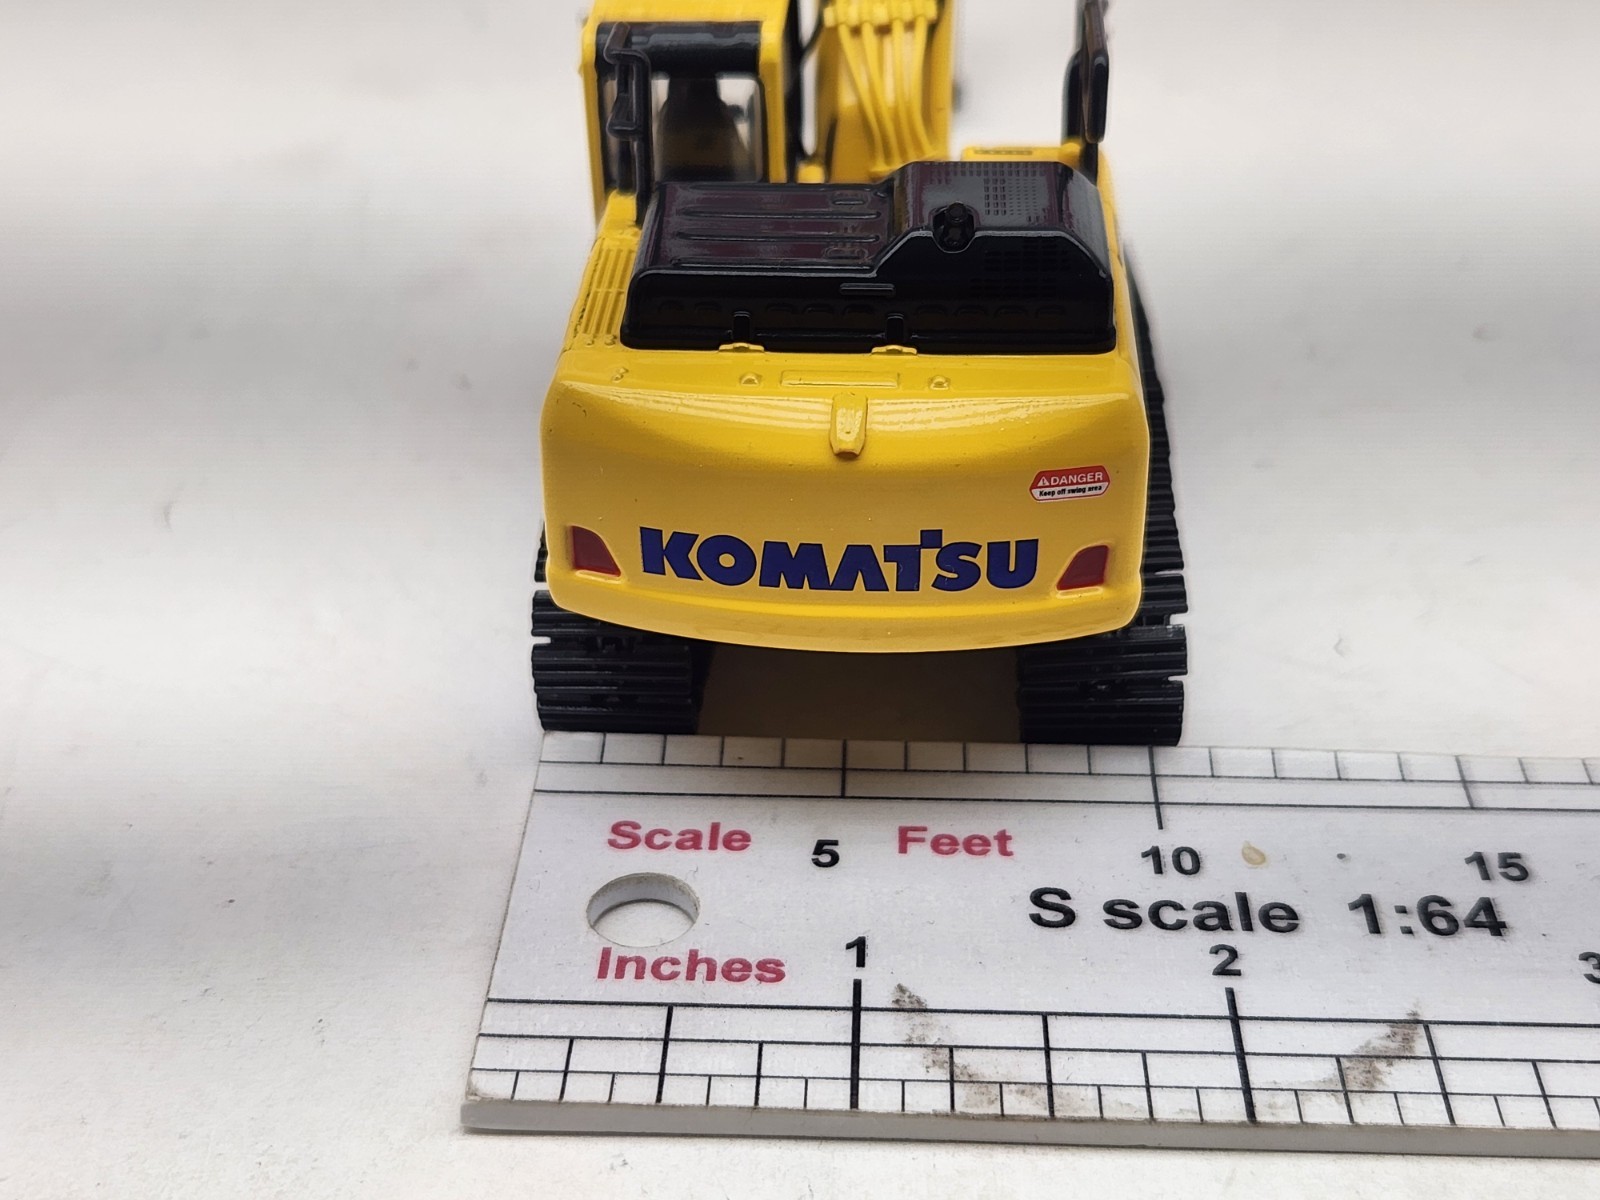 DANGER
Keep off swing area
KOMATSU
Scale 5 Feet 10 15
S scale 1:64
Inches 1 2 3